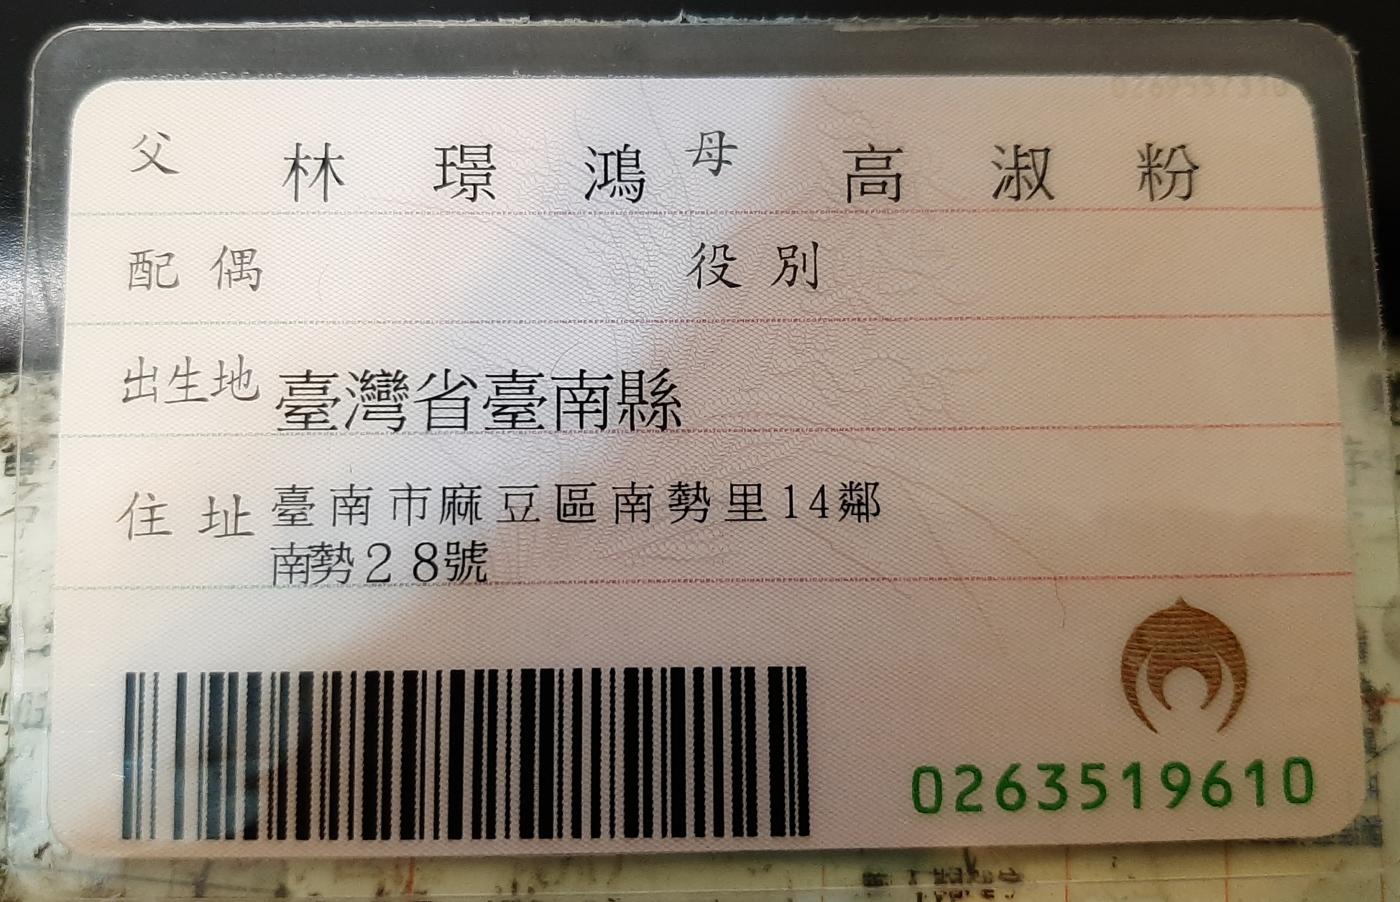 父 林璟鴻 母 高淑粉
配偶 役別
出生地 臺灣省臺南縣
住址 臺南市麻豆區南勢里14鄰
南勢28號
0263519610